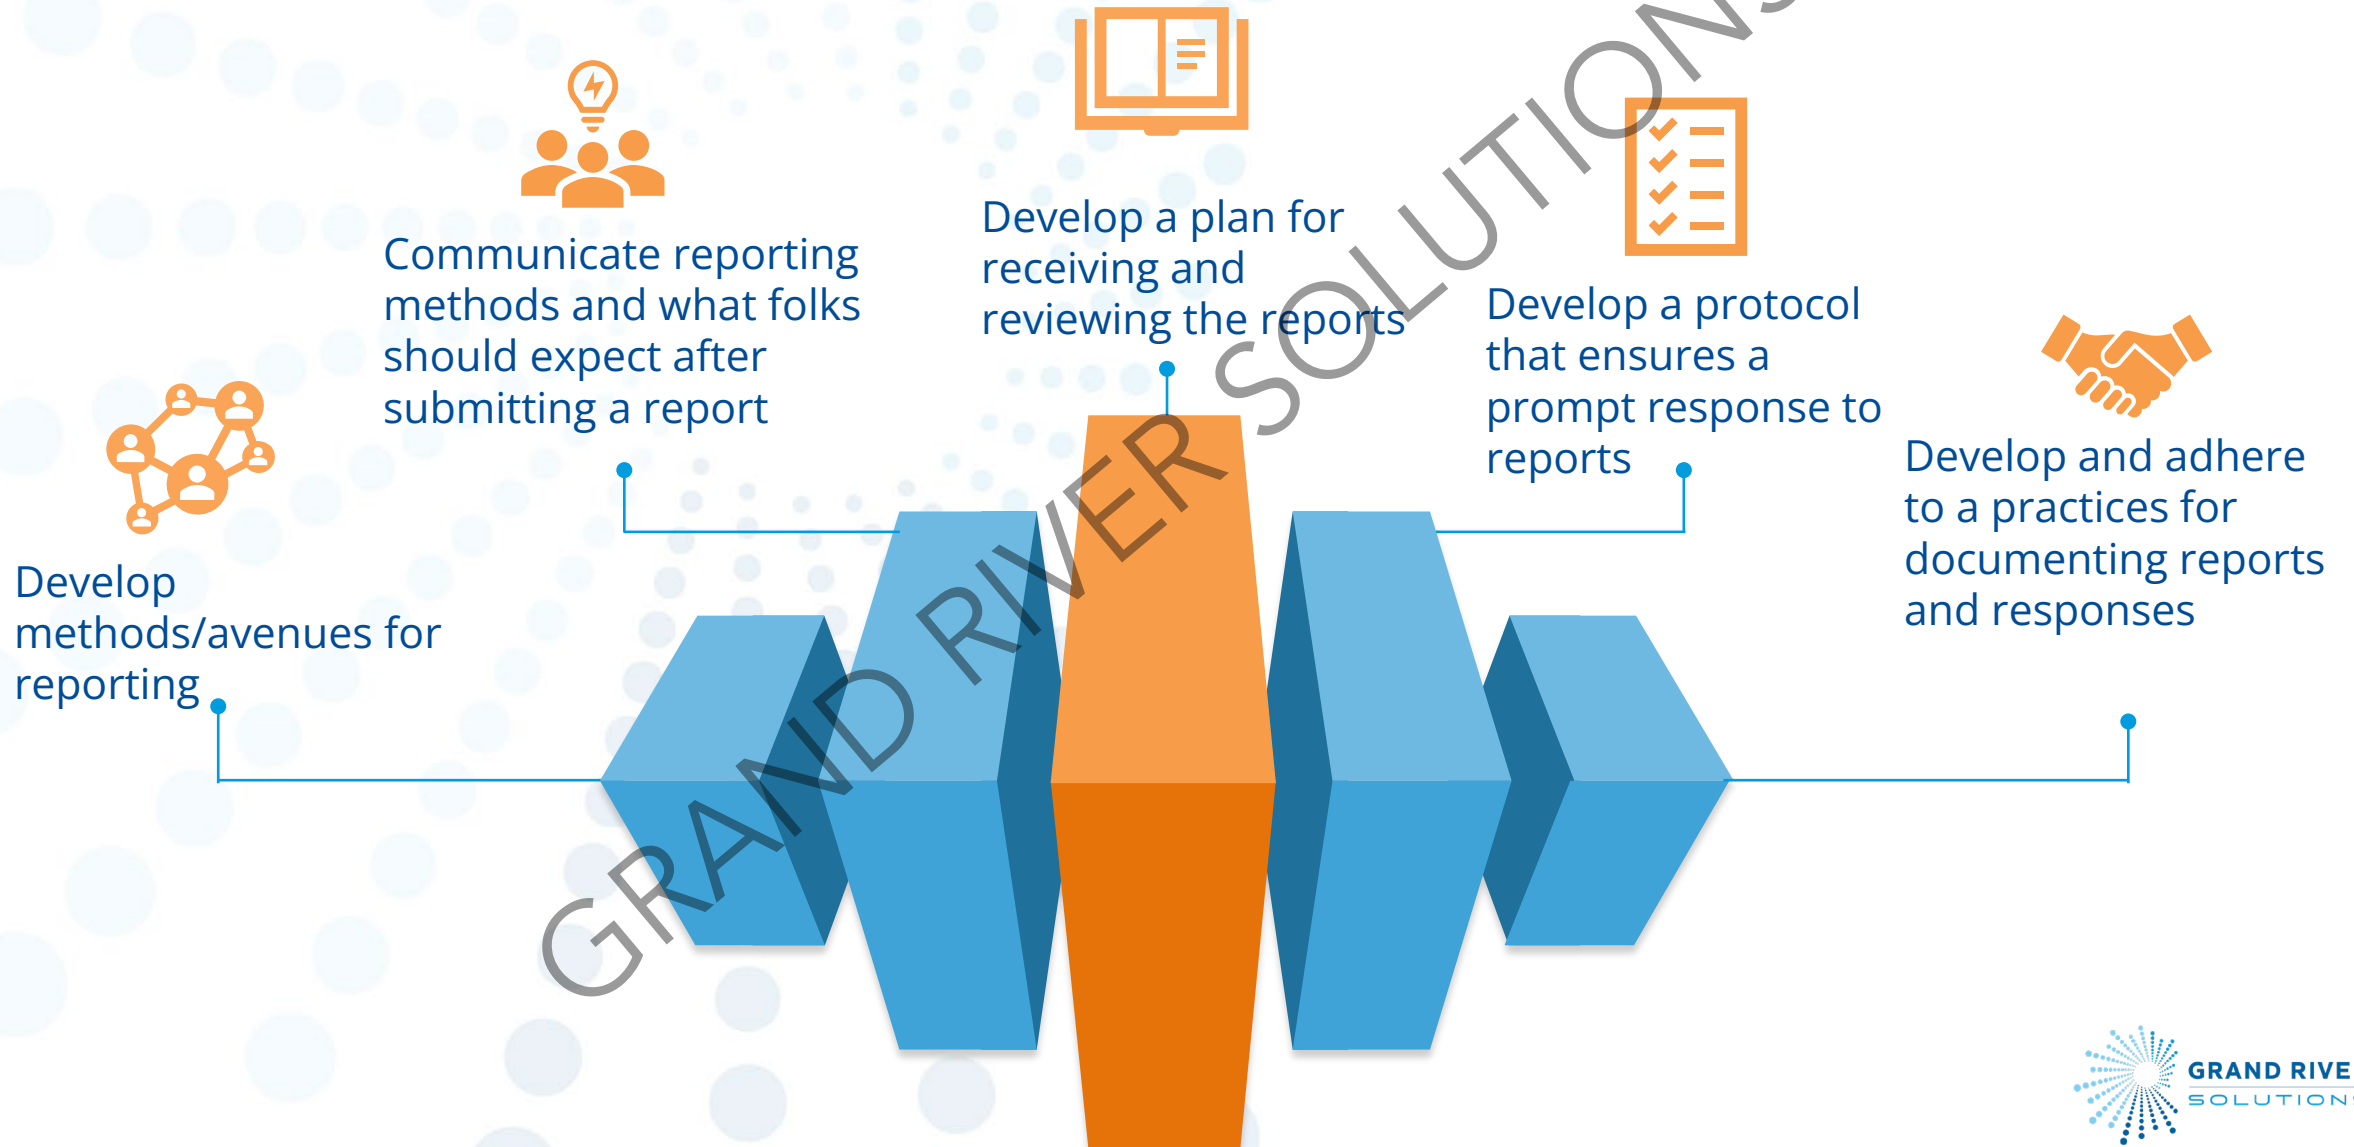 Develop
methods/avenues for
reporting
Communicate reporting
methods and what folks
should expect after
submitting a report
Develop a plan for
receiving and
reviewing the reports
Develop a protocol
that ensures a
prompt response to
reports
Develop and adhere
to a practices for
documenting reports
and responses
GRAND RIVER SOLUTIONS
GRAND RIVE
SOLUTION